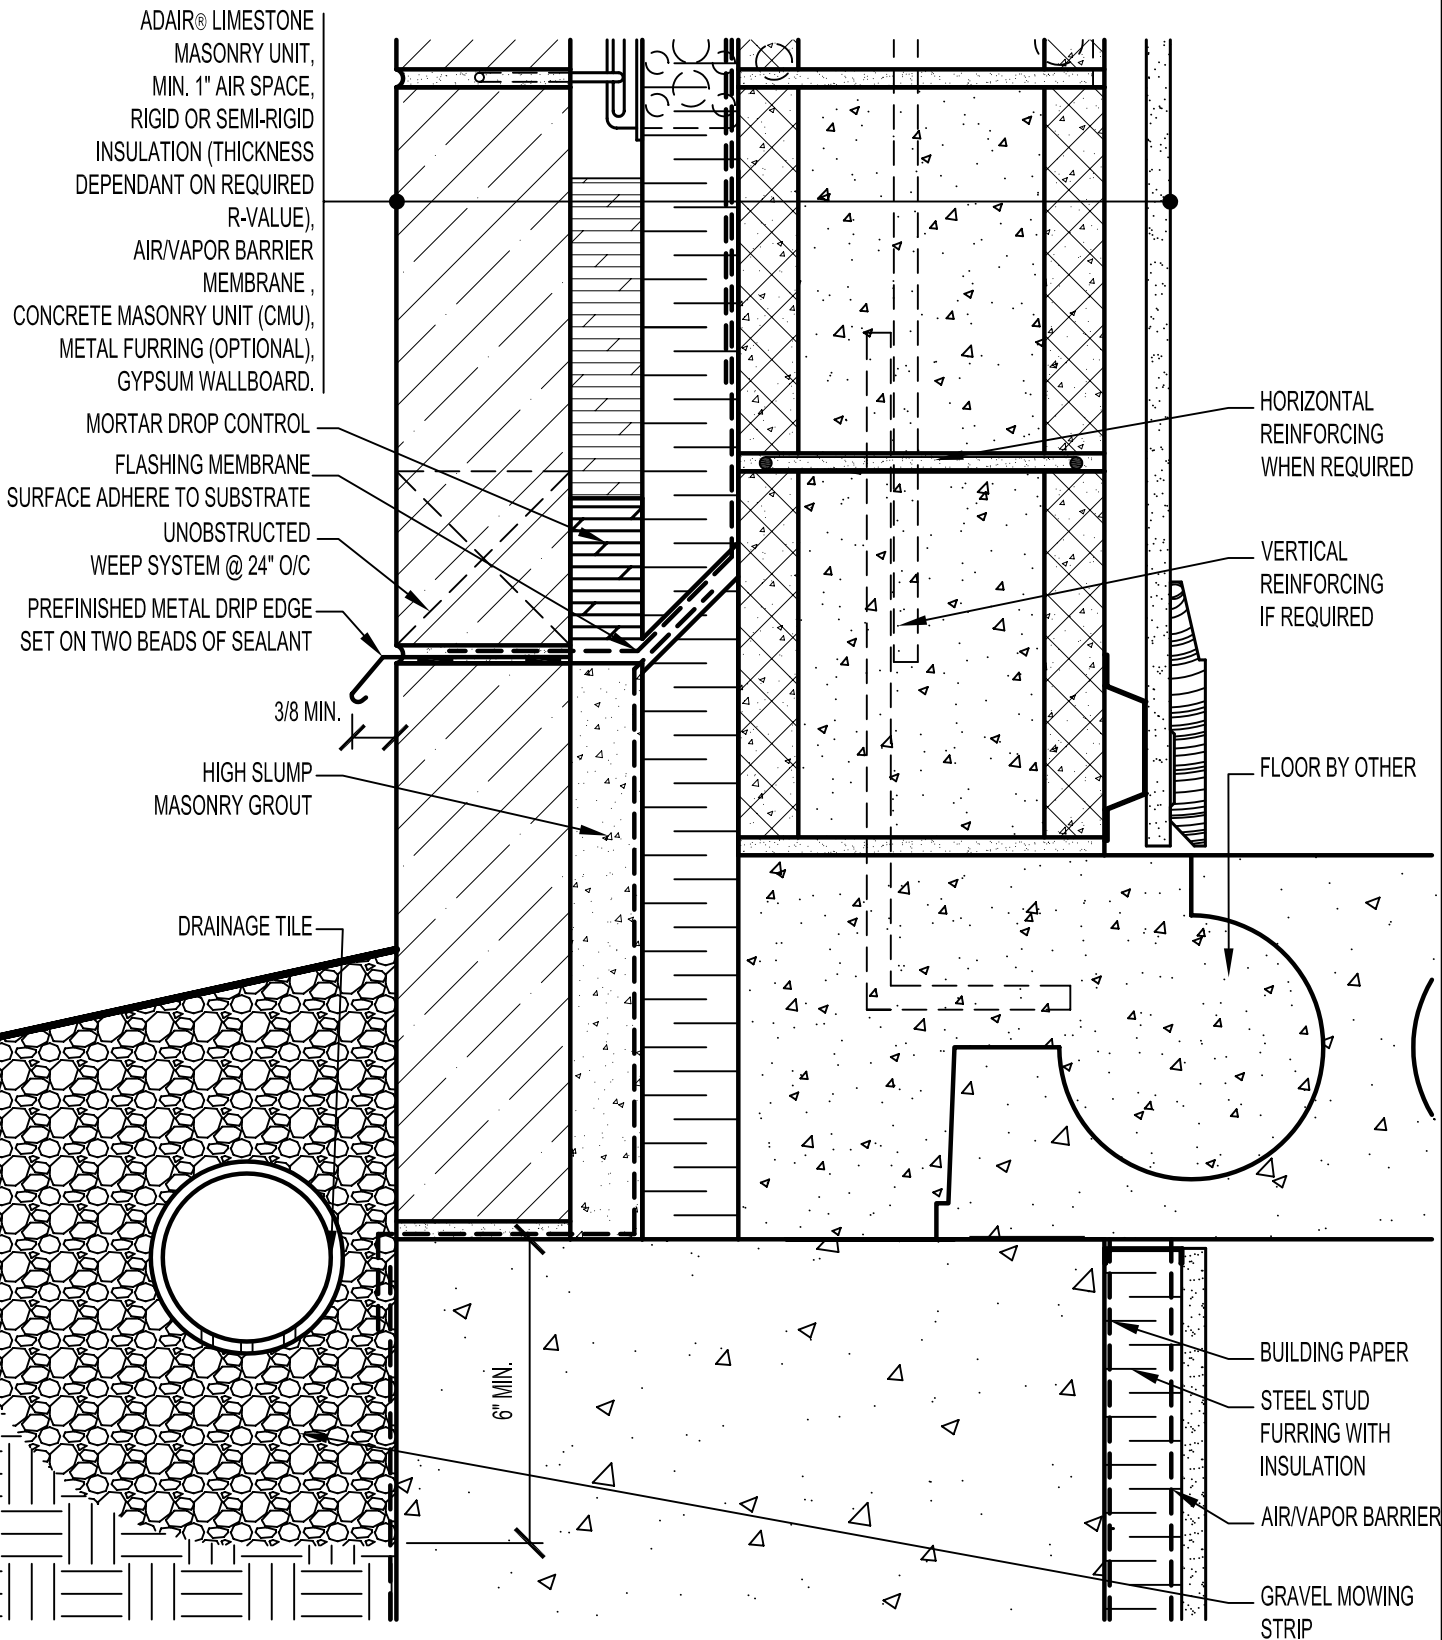 ADAIR® LIMESTONE
MASONRY UNIT,
MIN. 1" AIR SPACE,
RIGID OR SEMI-RIGID
INSULATION (THICKNESS
DEPENDANT ON REQUIRED
R-VALUE),
AIR/VAPOR BARRIER
MEMBRANE ,
CONCRETE MASONRY UNIT (CMU),
METAL FURRING (OPTIONAL),
GYPSUM WALLBOARD.
MORTAR DROP CONTROL
FLASHING MEMBRANE
SURFACE ADHERE TO SUBSTRATE
UNOBSTRUCTED
WEEP SYSTEM @ 24" O/C
PREFINISHED METAL DRIP EDGE
SET ON TWO BEADS OF SEALANT
3/8 MIN.
HIGH SLUMP
MASONRY GROUT
DRAINAGE TILE
6" MIN.
HORIZONTAL
REINFORCING
WHEN REQUIRED
VERTICAL
REINFORCING
IF REQUIRED
FLOOR BY OTHER
BUILDING PAPER
STEEL STUD
FURRING WITH
INSULATION
AIR/VAPOR BARRIER
GRAVEL MOWING
STRIP